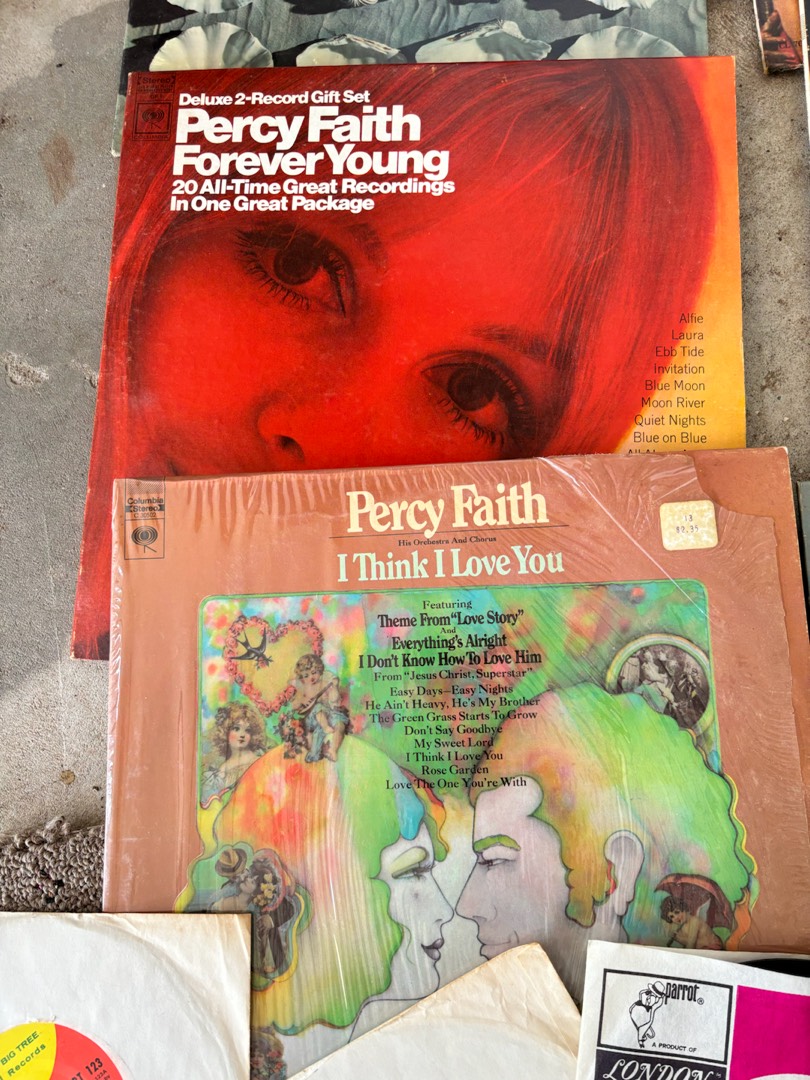 Stereo
Deluxe 2-Record Gift Set
Percy Faith
Forever Young
20 All-Time Great Recordings
In One Great Package
Alfie
Laura
Ebb Tide
Invitation
Blue Moon
Moon River
Quiet Nights
Blue on Blue
Columbia
Stereo
Percy Faith
His Orchestra And Chorus
I Think I Love You
Featuring
Theme From "Love Story"
And
Everything's Alright
I Don't Know How To Love Him
From "Jesus Christ, Superstar"
Easy Days—Easy Nights
He Ain't Heavy, He's My Brother
The Green Grass Starts To Grow
Don't Say Goodbye
My Sweet Lord
I Think I Love You
Rose Garden
Love The One You're With
BIG TREE
Records
123
parrot®
A PRODUCT OF
LONDON